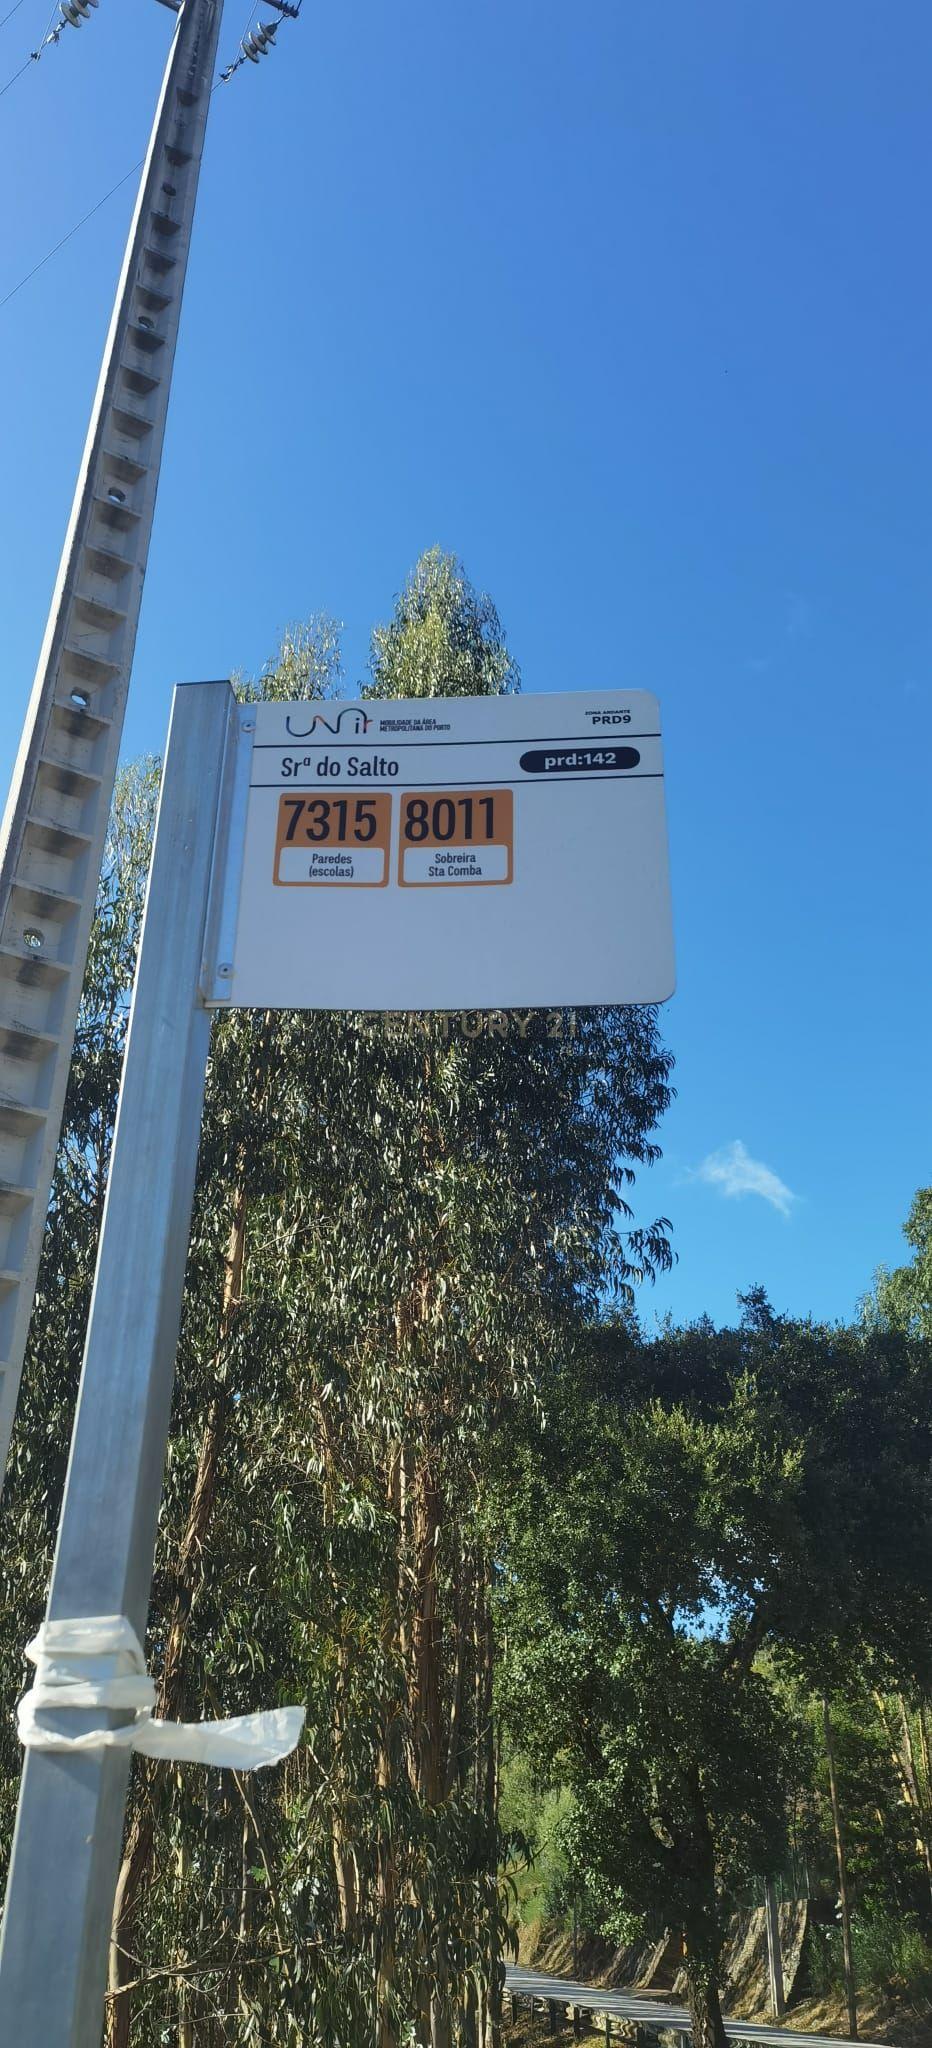 UNir
MOBILIDADE DA ÁREA
METROPOLITANA DO PORTO
ZONA ANDANTE
PRD9
Srª do Salto
prd:142
7315
Paredes
(escolas)
8011
Sobreira
Sta Comba
CENTURY 21